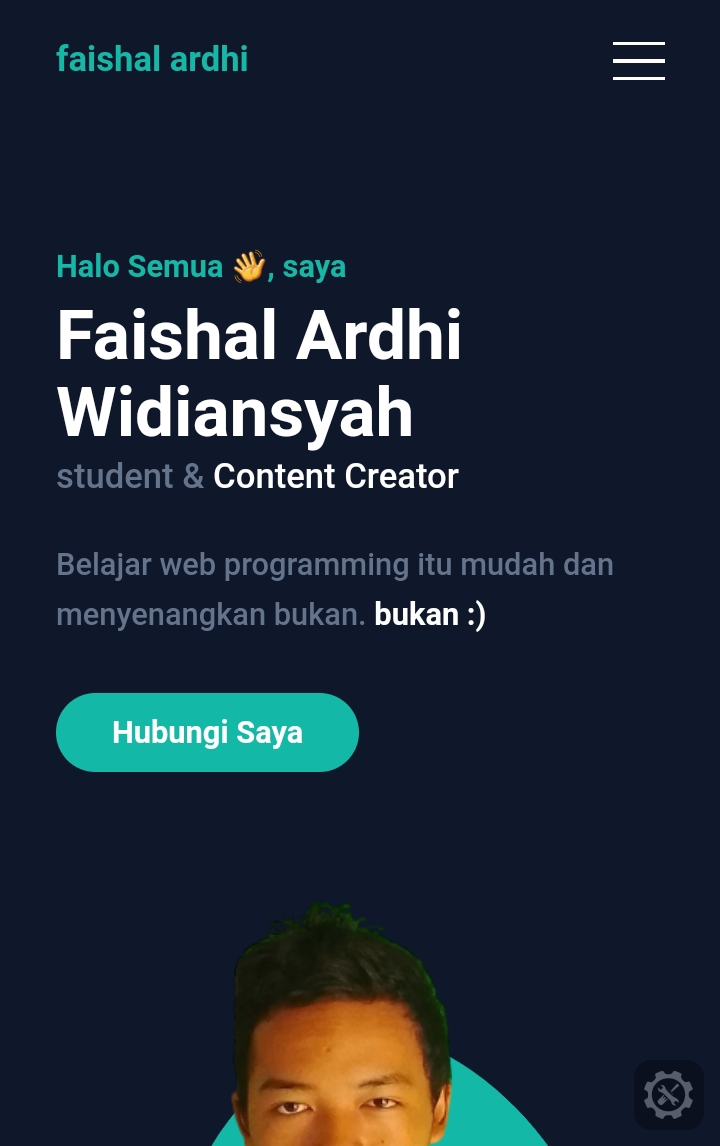 faishal ardhi
Halo Semua 👋, saya
Faishal Ardhi
Widiansyah
student & Content Creator
Belajar web programming itu mudah dan
menyenangkan bukan. bukan :)
Hubungi Saya